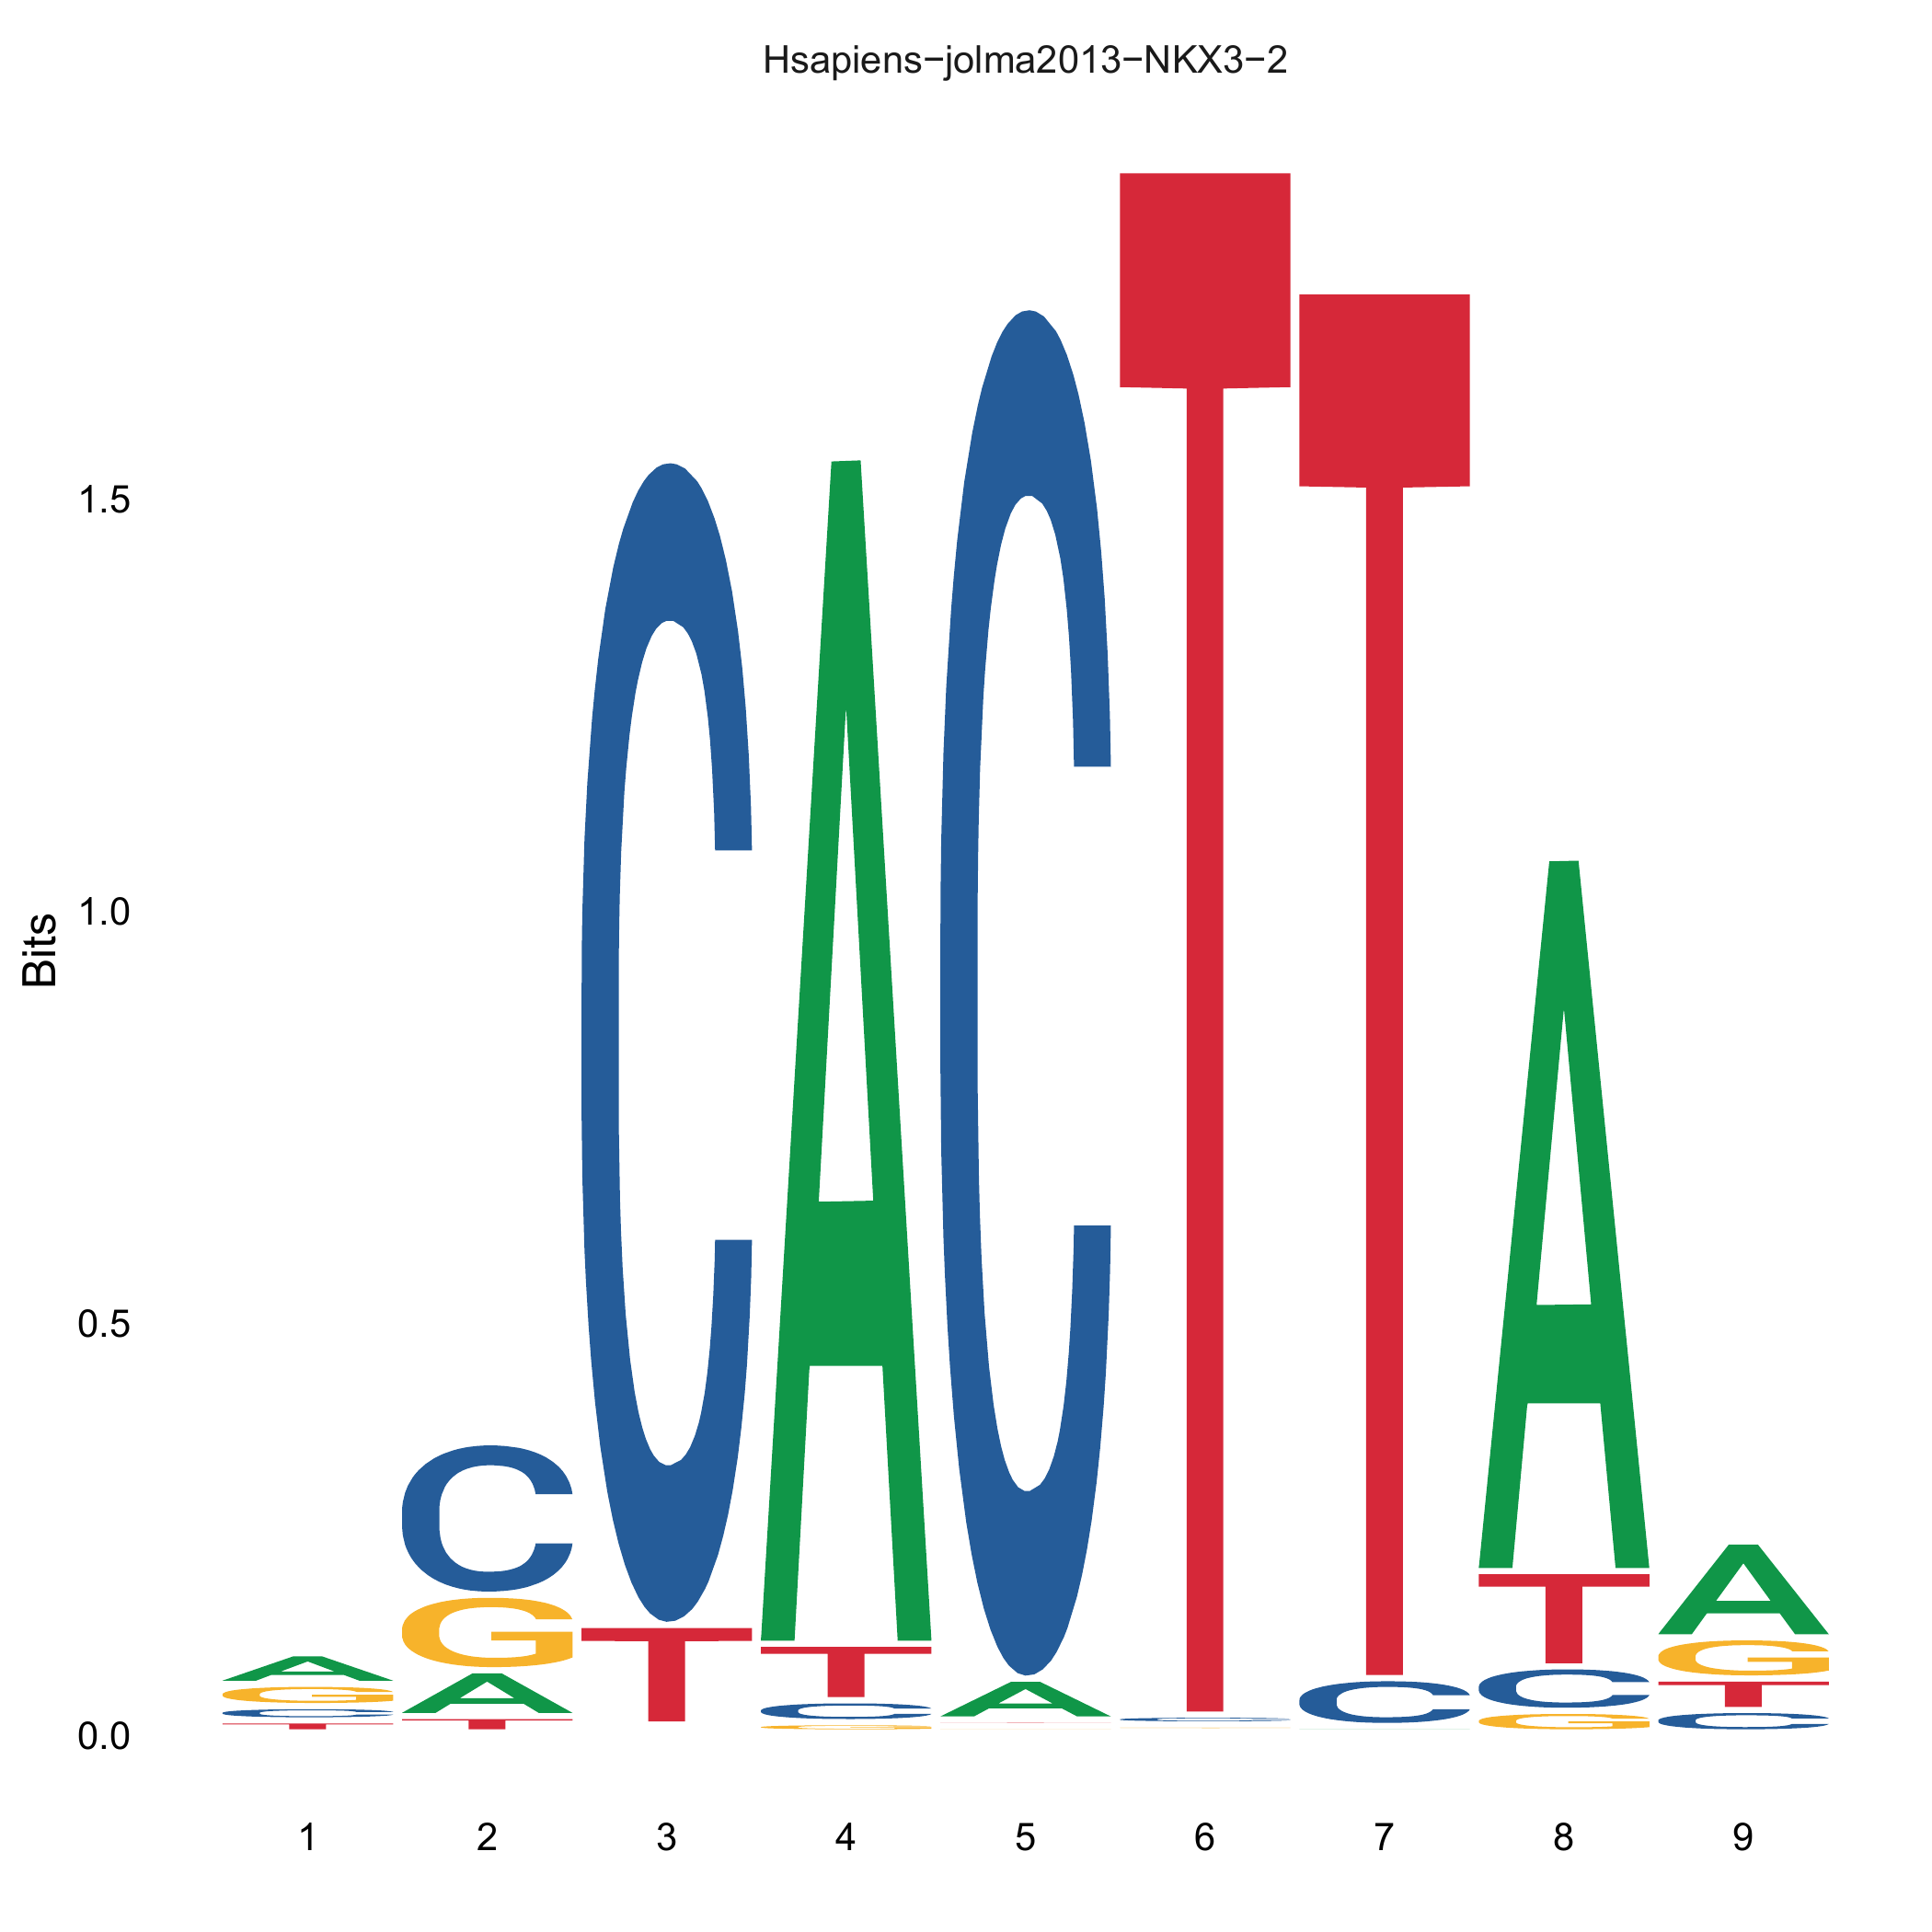 Hsapiens−jolma2013−NKX3−2
Bits
1.5
1.0
0.5
0.0
A G C T
C G A T
C T
A T C G
C A T
T C G
T C
A T C G
A G T C
1 2 3 4 5 6 7 8 9